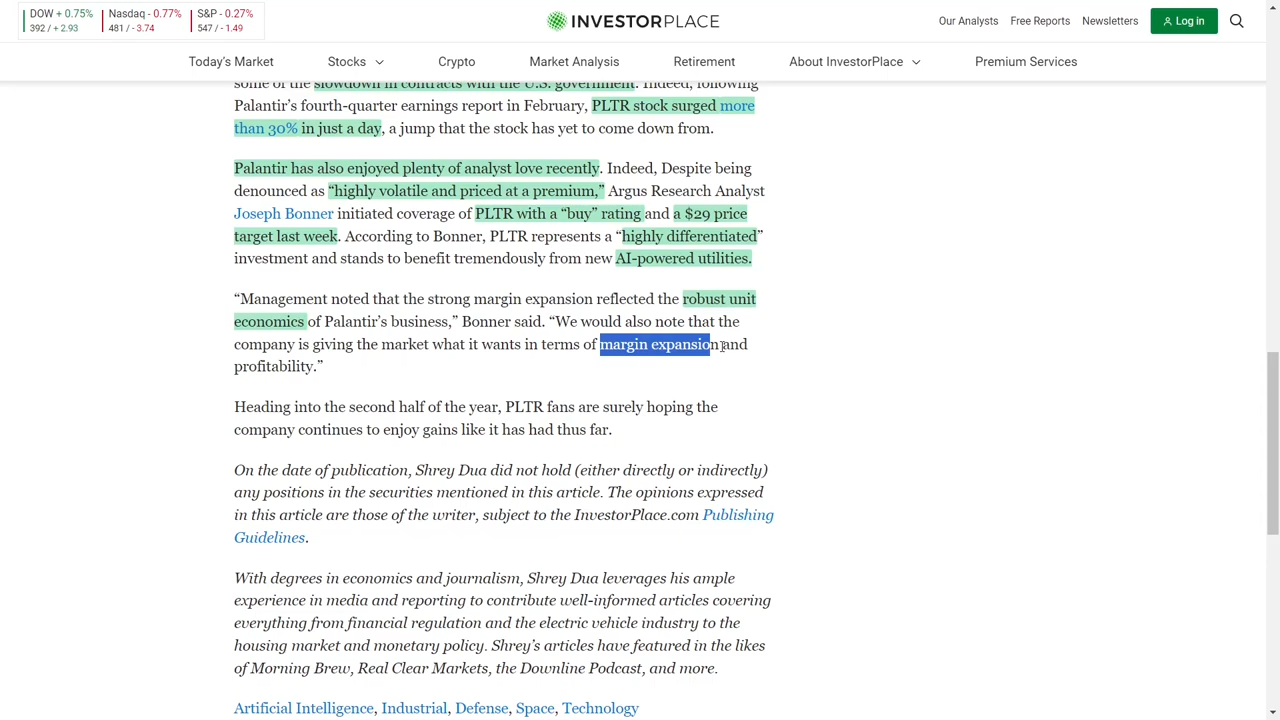 DOW + 0.75% Nasdaq - 0.77% S&P - 0.27%
392 / + 2.93 481 / - 3.74 547 / - 1.49
INVESTORPLACE
Our Analysts Free Reports Newsletters Log in
Today's Market Stocks Crypto Market Analysis Retirement About InvestorPlace Premium Services
some of the slowdown in contracts with the U.S. government. Indeed, following
Palantir’s fourth-quarter earnings report in February, PLTR stock surged more
than 30% in just a day, a jump that the stock has yet to come down from.
Palantir has also enjoyed plenty of analyst love recently. Indeed, Despite being
denounced as “highly volatile and priced at a premium,” Argus Research Analyst
Joseph Bonner initiated coverage of PLTR with a “buy” rating and a $29 price
target last week. According to Bonner, PLTR represents a “highly differentiated”
investment and stands to benefit tremendously from new AI-powered utilities.
“Management noted that the strong margin expansion reflected the robust unit
economics of Palantir’s business,” Bonner said. “We would also note that the
company is giving the market what it wants in terms of margin expansion and
profitability.”
Heading into the second half of the year, PLTR fans are surely hoping the
company continues to enjoy gains like it has had thus far.
On the date of publication, Shrey Dua did not hold (either directly or indirectly)
any positions in the securities mentioned in this article. The opinions expressed
in this article are those of the writer, subject to the InvestorPlace.com Publishing
Guidelines.
With degrees in economics and journalism, Shrey Dua leverages his ample
experience in media and reporting to contribute well-informed articles covering
everything from financial regulation and the electric vehicle industry to the
housing market and monetary policy. Shrey’s articles have featured in the likes
of Morning Brew, Real Clear Markets, the Downline Podcast, and more.
Artificial Intelligence, Industrial, Defense, Space, Technology